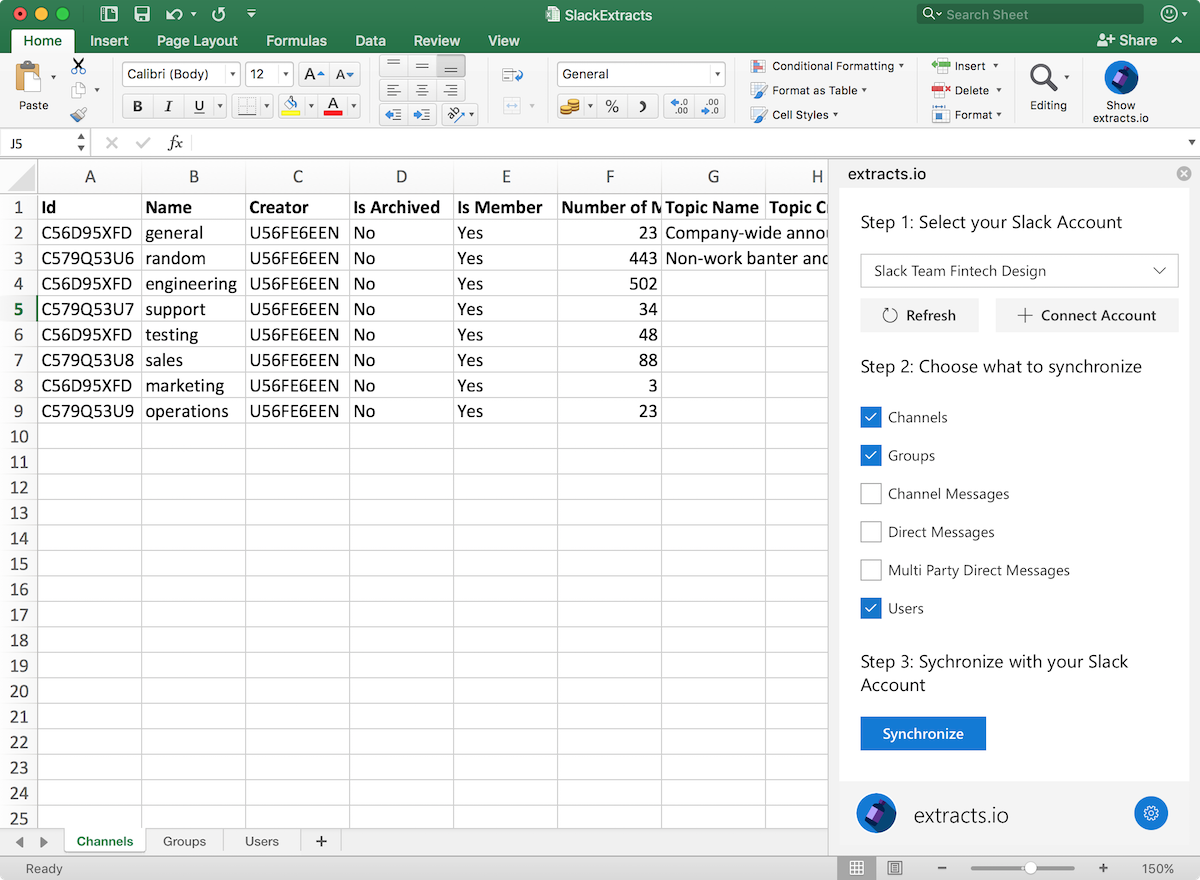 SlackExtracts
Search Sheet
Home Insert Page Layout Formulas Data Review View Share
Paste
Calibri (Body) 12 A A
B I U A
General
%
Conditional Formatting
Format as Table
Cell Styles
Insert
Delete
Format
Editing
Show
extracts.io
J5 fx
A B C D E F G H
1 Id Name Creator Is Archived Is Member Number of M Topic Name Topic C
2 C56D95XFD general U56FE6EEN No Yes 23 Company-wide anno
3 C579Q53U6 random U56FE6EEN No Yes 443 Non-work banter and
4 C56D95XFD engineering U56FE6EEN No Yes 502
5 C579Q53U7 support U56FE6EEN No Yes 34
6 C56D95XFD testing U56FE6EEN No Yes 48
7 C579Q53U8 sales U56FE6EEN No Yes 88
8 C56D95XFD marketing U56FE6EEN No Yes 3
9 C579Q53U9 operations U56FE6EEN No Yes 23
10
11
12
13
14
15
16
17
18
19
20
21
22
23
24
25
Channels Groups Users +
Ready
150%
extracts.io
Step 1: Select your Slack Account
Slack Team Fintech Design
Refresh
Connect Account
Step 2: Choose what to synchronize
Channels
Groups
Channel Messages
Direct Messages
Multi Party Direct Messages
Users
Step 3: Sychronize with your Slack
Account
Synchronize
extracts.io